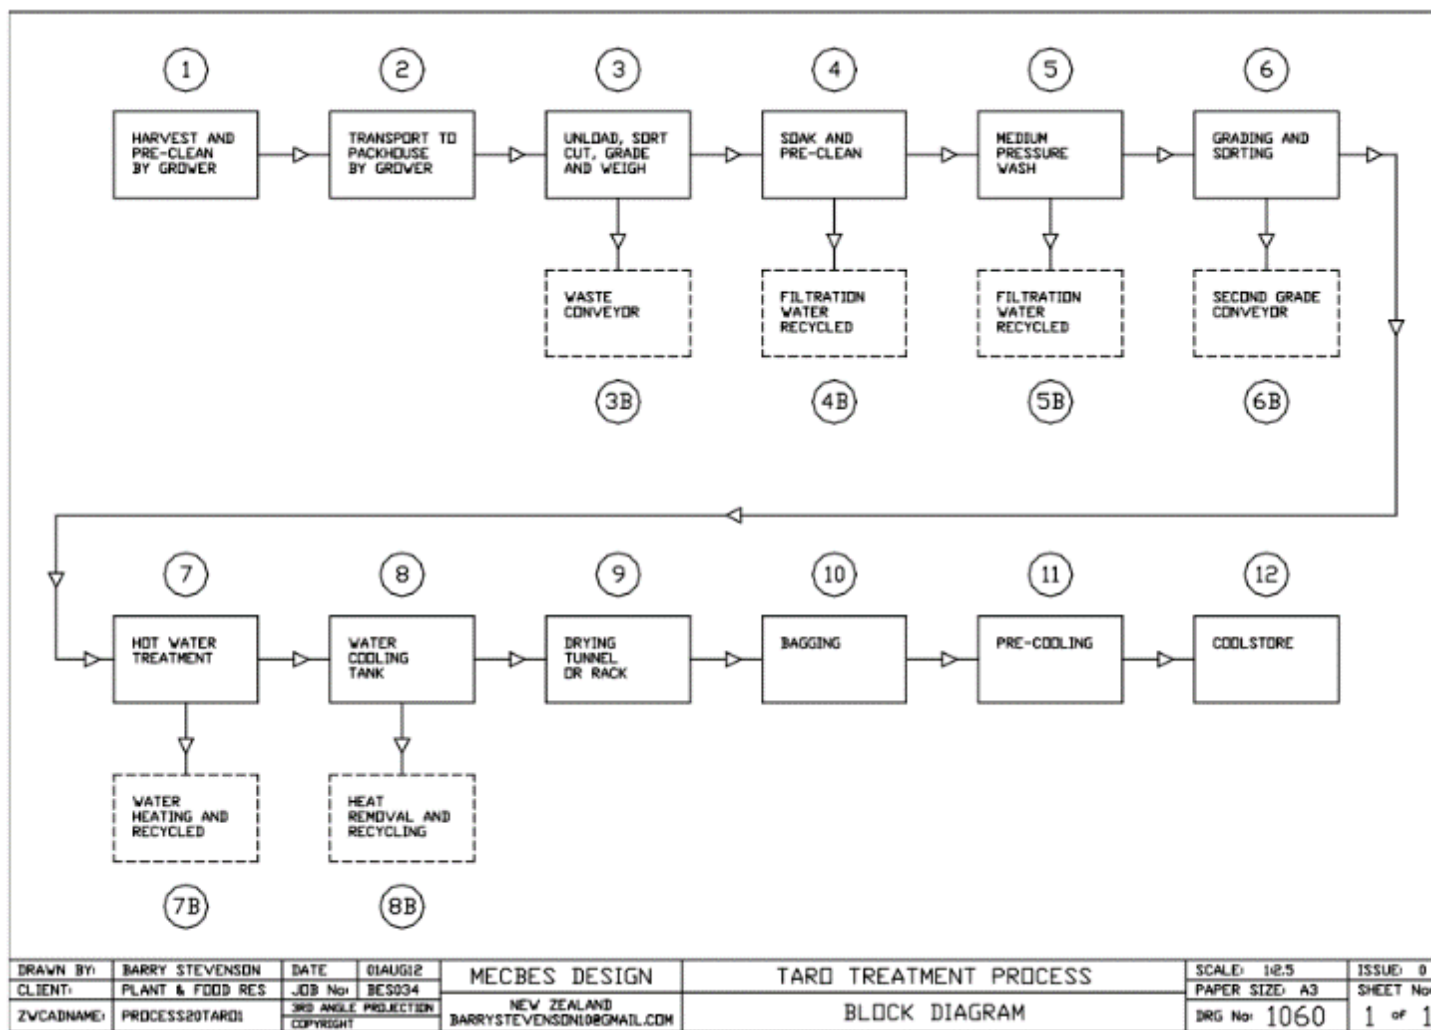 1
2
3
4
5
6
HARVEST AND
PRE-CLEAN
BY GROWER
TRANSPORT TO
PACKHOUSE
BY GROWER
UNLOAD, SORT
CUT, GRADE
AND WEIGH
SOAK AND
PRE-CLEAN
MEDIUM
PRESSURE
WASH
GRADING AND
SORTING
WASTE
CONVEYOR
FILTRATION
WATER
RECYCLED
FILTRATION
WATER
RECYCLED
SECOND GRADE
CONVEYOR
3B
4B
5B
6B
7
8
9
10
11
12
HOT WATER
TREATMENT
WATER
COOLING
TANK
DRYING
TUNNEL
OR RACK
BAGGING
PRE-COOLING
COOLSTORE
WATER
HEATING AND
RECYCLED
HEAT
REMOVAL AND
RECYCLING
7B
8B
DRAWN BY: BARRY STEVENSON
CLIENT: PLANT & FOOD RES
ZWCADNAME: PROCESS20TARO1
DATE 01AUG12
JOB No: BES034
3RD ANGLE PROJECTION
COPYRIGHT
MECBES DESIGN
NEW ZEALAND
BARRYSTEVENSON10@GMAIL.COM
TARO TREATMENT PROCESS
BLOCK DIAGRAM
SCALE: 1:2.5
PAPER SIZE: A3
DRG No: 1060
ISSUE: 0
SHEET No:
1 OF 1